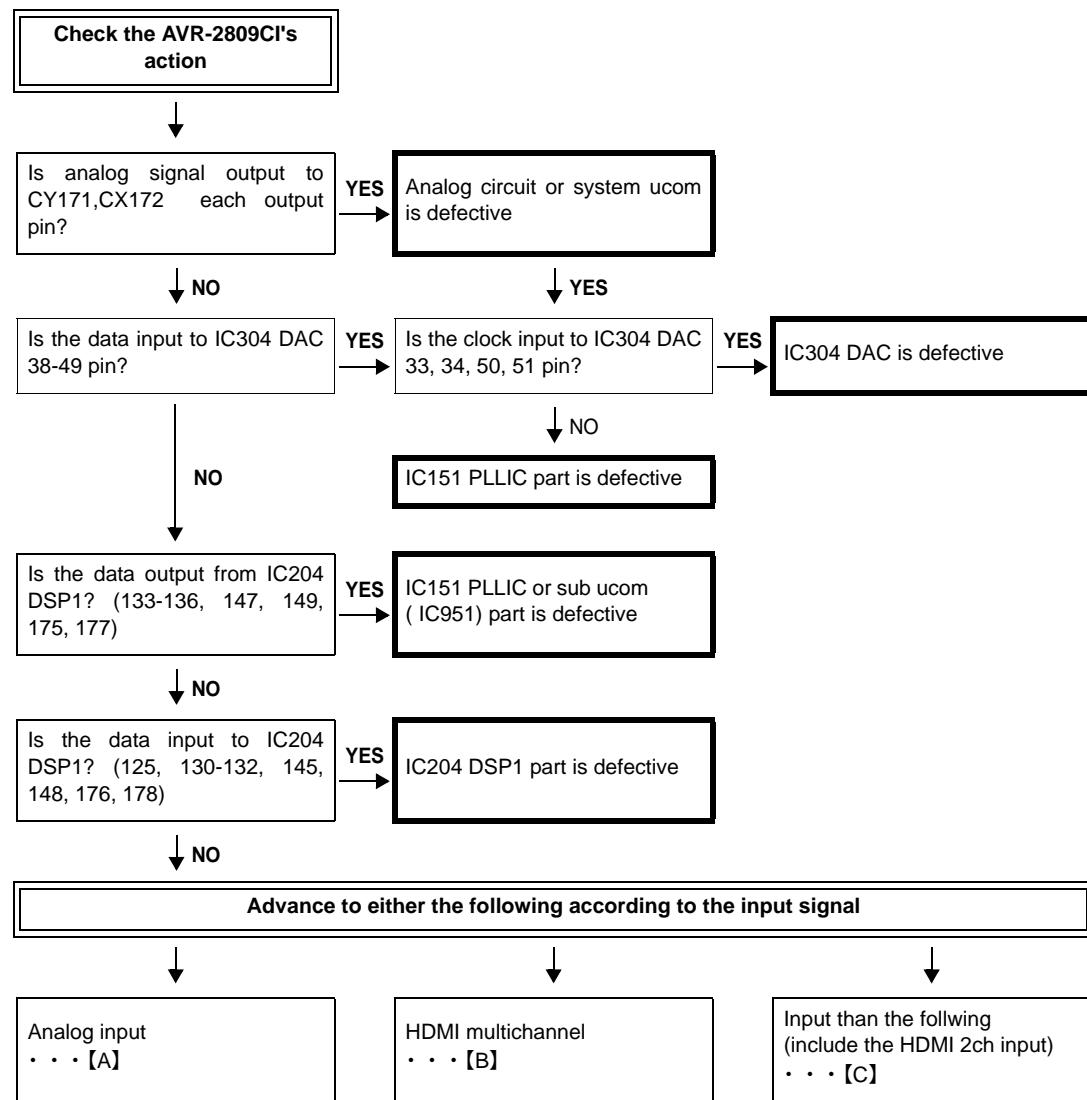 Check the AVR-2809CI's
action
Is analog signal output to
CY171,CX172 each output
pin?
YES
Analog circuit or system ucom
is defective
NO
YES
Is the data input to IC304 DAC
38-49 pin?
YES
Is the clock input to IC304 DAC
33, 34, 50, 51 pin?
YES
IC304 DAC is defective
NO
NO
IC151 PLLIC part is defective
Is the data output from IC204
DSP1? (133-136, 147, 149,
175, 177)
YES
IC151 PLLIC or sub ucom
( IC951) part is defective
NO
Is the data input to IC204
DSP1? (125, 130-132, 145,
148, 176, 178)
YES
IC204 DSP1 part is defective
NO
Advance to either the following according to the input signal
Analog input
・・・【A】
HDMI multichannel
・・・【B】
Input than the follwing
(include the HDMI 2ch input)
・・・【C】